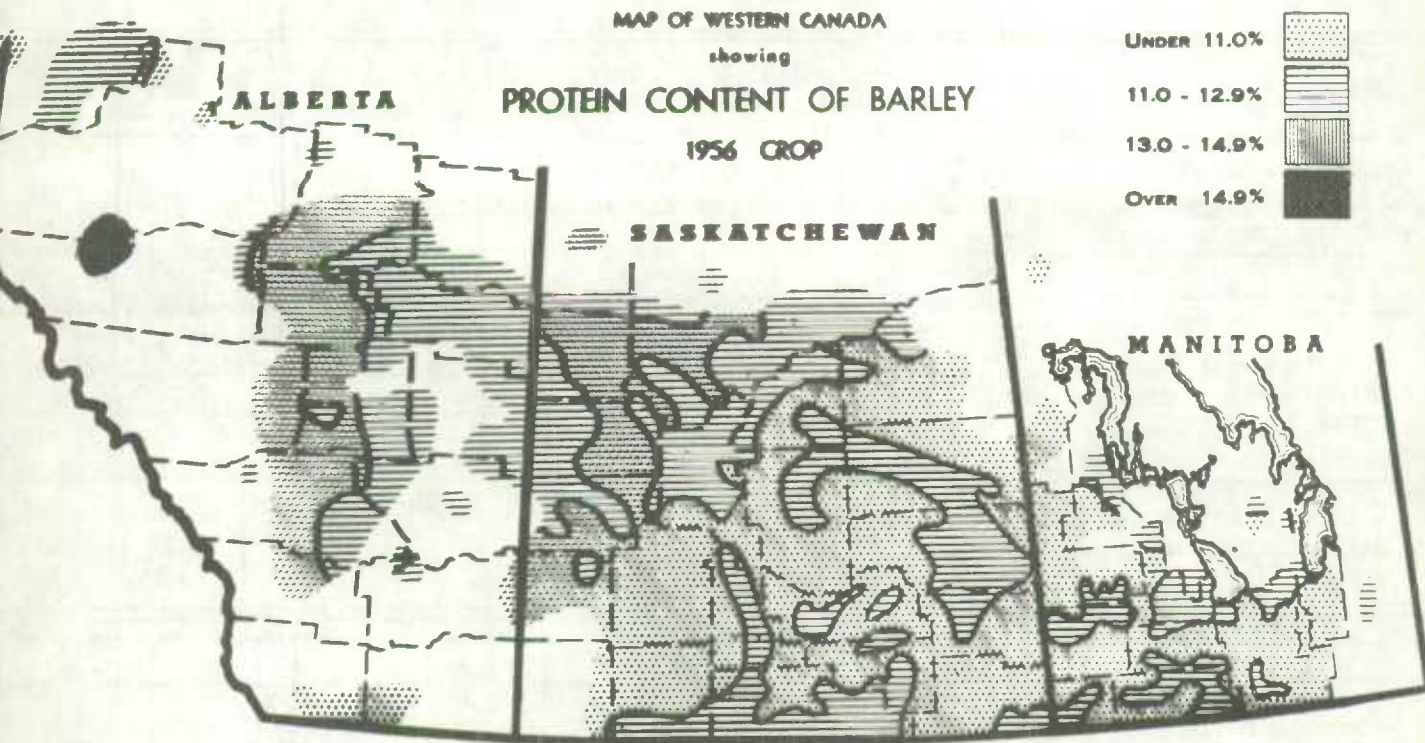 MAP OF WESTERN CANADA
showing
PROTEIN CONTENT OF BARLEY
1956 CROP
UNDER 11.0%
11.0 - 12.9%
13.0 - 14.9%
OVER 14.9%
ALBERTA
SASKATCHEWAN
MANITOBA